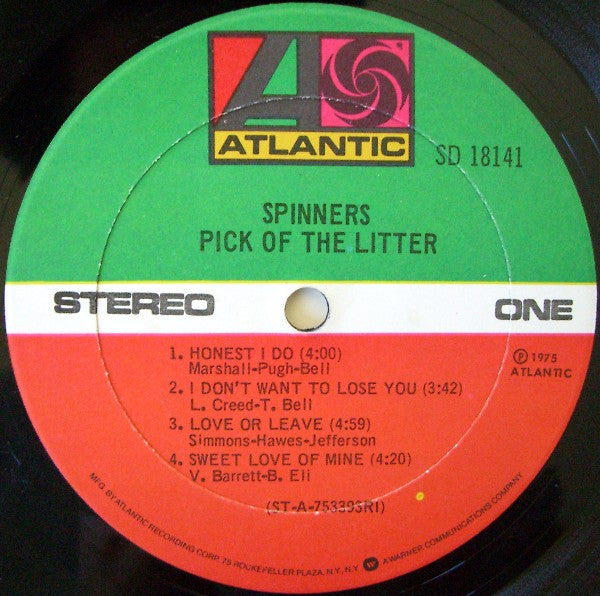 ATLANTIC
SD 18141
SPINNERS
PICK OF THE LITTER
STEREO
ONE
1. HONEST I DO (4:00)
Marshall-Pugh-Bell
2. I DON'T WANT TO LOSE YOU (3:42)
L. Creed-T. Bell
3. LOVE OR LEAVE (4:59)
Simmons-Hawes-Jefferson
4. SWEET LOVE OF MINE (4:20)
V. Barrett-B. Eli
(ST-A-753393RI)
℗ 1975
ATLANTIC
MFG. BY ATLANTIC RECORDING CORP. 75 ROCKEFELLER PLAZA, N.Y., N.Y. A WARNER COMMUNICATIONS COMPANY